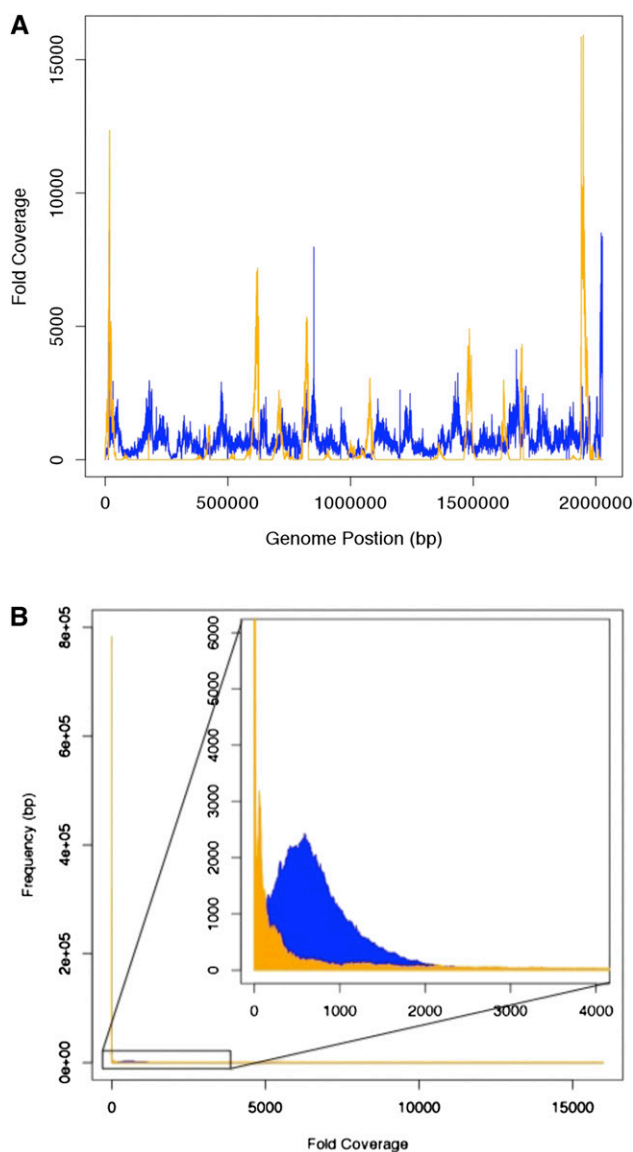 A
Fold Coverage
15000
10000
5000
0
0 500000 1000000 1500000 2000000
Genome Postion (bp)
B
Frequency (bp)
8e+05
6e+05
4e+05
2e+05
0e+00
6000
5000
4000
3000
2000
1000
0
0 1000 2000 3000 4000
0 5000 10000 15000
Fold Coverage